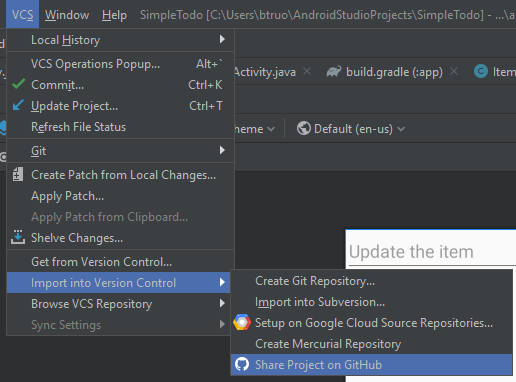 VCS Window Help SimpleTodo [C:\Users\btruo\AndroidStudioProjects\SimpleTodo] - ...\a
Local History
VCS Operations Popup... Alt+`
Commit... Ctrl+K
Update Project... Ctrl+T
Refresh File Status
Git
Create Patch from Local Changes...
Apply Patch...
Apply Patch from Clipboard...
Shelve Changes...
Get from Version Control...
Import into Version Control
Browse VCS Repository
Sync Settings
Activity.java build.gradle (:app) Item
heme Default (en-us)
Update the item
Create Git Repository...
Import into Subversion...
Setup on Google Cloud Source Repositories...
Create Mercurial Repository
Share Project on GitHub